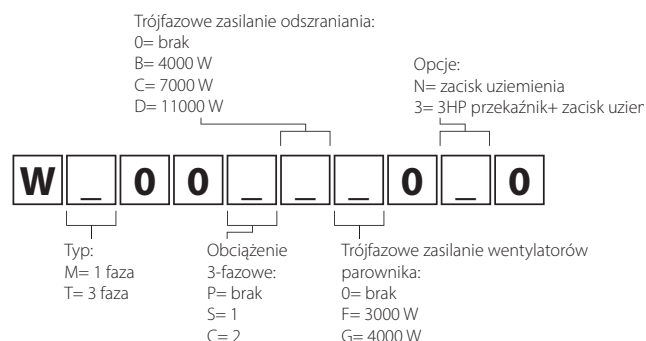 Trójfazowe zasilanie odszraniania:
0= brak
B= 4000 W
C= 7000 W
D= 11000 W
Opcje:
N= zacisk uziemienia
3= 3HP przekaźnik+ zacisk
W _ 0 0 _ _ _ 0 _ 0
Typ:
M= 1 faza
T= 3 faza
Obciążenie
3-fazowe:
P= brak
S= 1
C= 2
Trójfazowe zasilanie wentylatorów
parownika:
0= brak
F= 3000 W
G= 4000 W